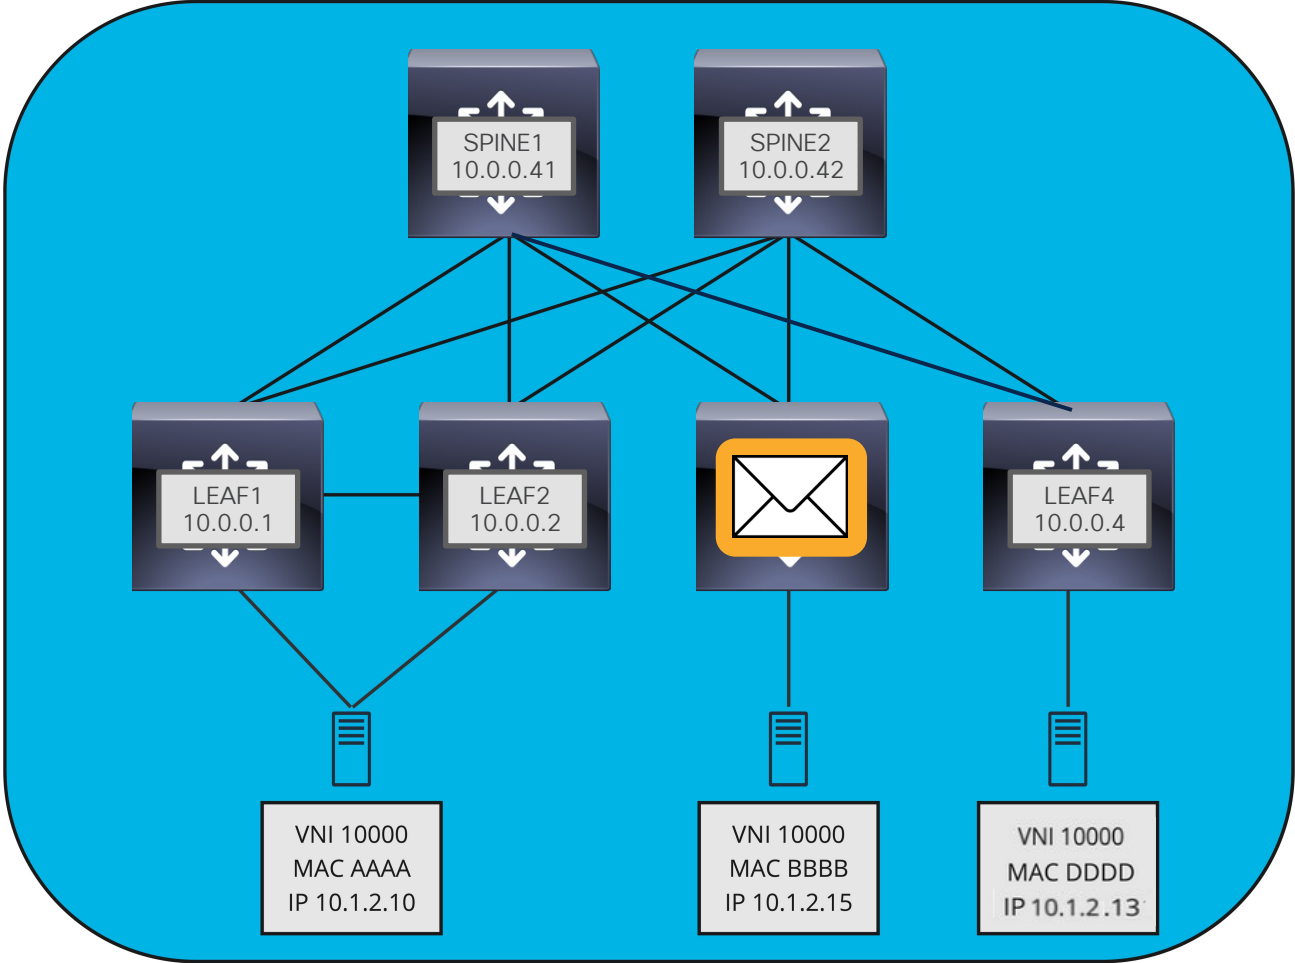 SPINE1
10.0.0.41
SPINE2
10.0.0.42
LEAF1
10.0.0.1
LEAF2
10.0.0.2
LEAF4
10.0.0.4
VNI 10000
MAC AAAA
IP 10.1.2.10
VNI 10000
MAC BBBB
IP 10.1.2.15
VNI 10000
MAC DDDD
IP 10.1.2.13